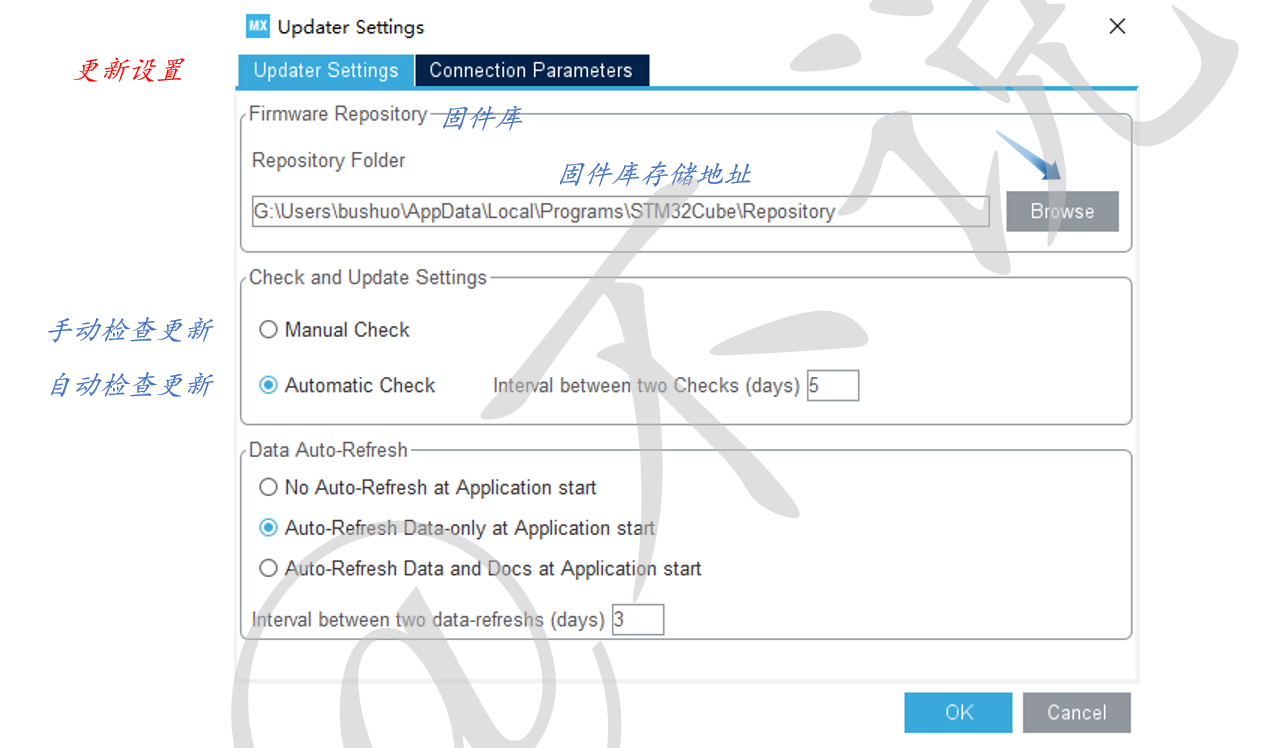 MX Updater Settings
更新设置
Updater Settings Connection Parameters
Firmware Repository 固件库
Repository Folder
固件库存储地址
G:\Users\bushuo\AppData\Local\Programs\STM32Cube\Repository Browse
Check and Update Settings
手动检查更新 Manual Check
自动检查更新 Automatic Check Interval between two Checks (days) 5
Data Auto-Refresh
No Auto-Refresh at Application start
Auto-Refresh Data-only at Application start
Auto-Refresh Data and Docs at Application start
Interval between two data-refreshs (days) 3
OK Cancel
@不说